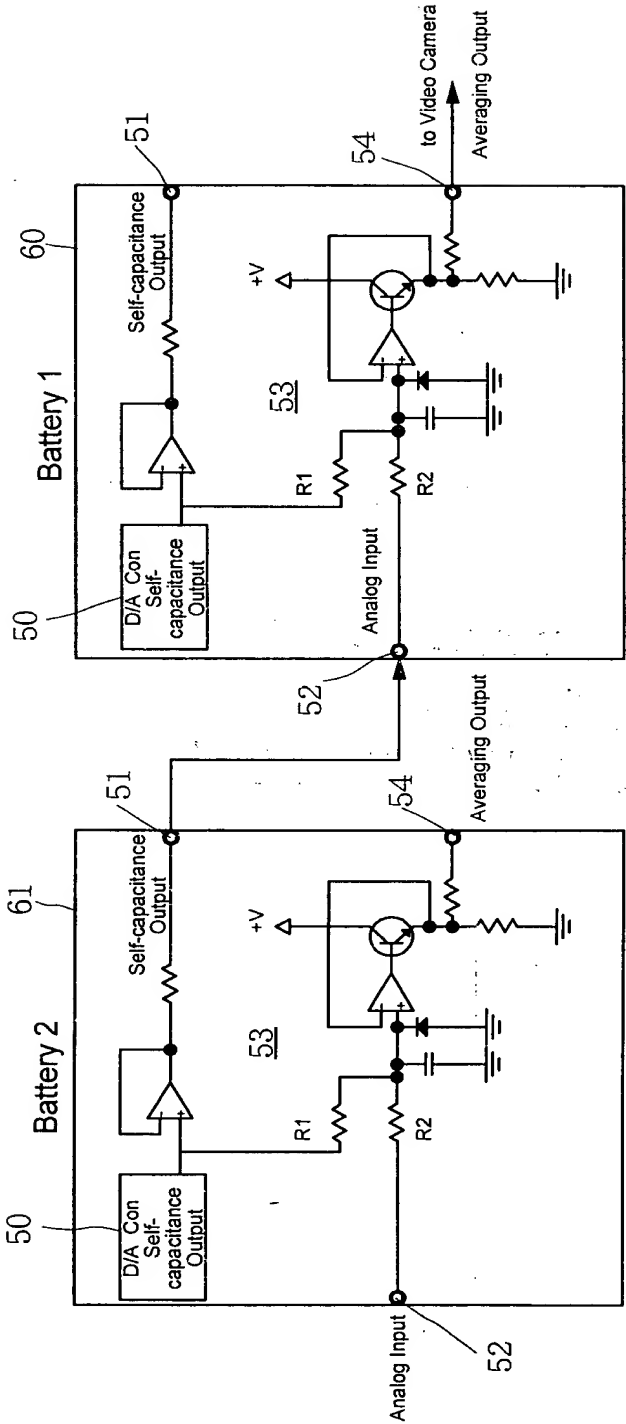 Battery 2
61
50
D/A Con
Self-
capacitance
Output
Self-capacitance
Output
51
53
+V
R1
R2
Analog Input
52
54
Averaging Output
Battery 1
60
50
D/A Con
Self-
capacitance
Output
Self-capacitance
Output
51
53
+V
R1
R2
Analog Input
52
54
to Video Camera
Averaging Output